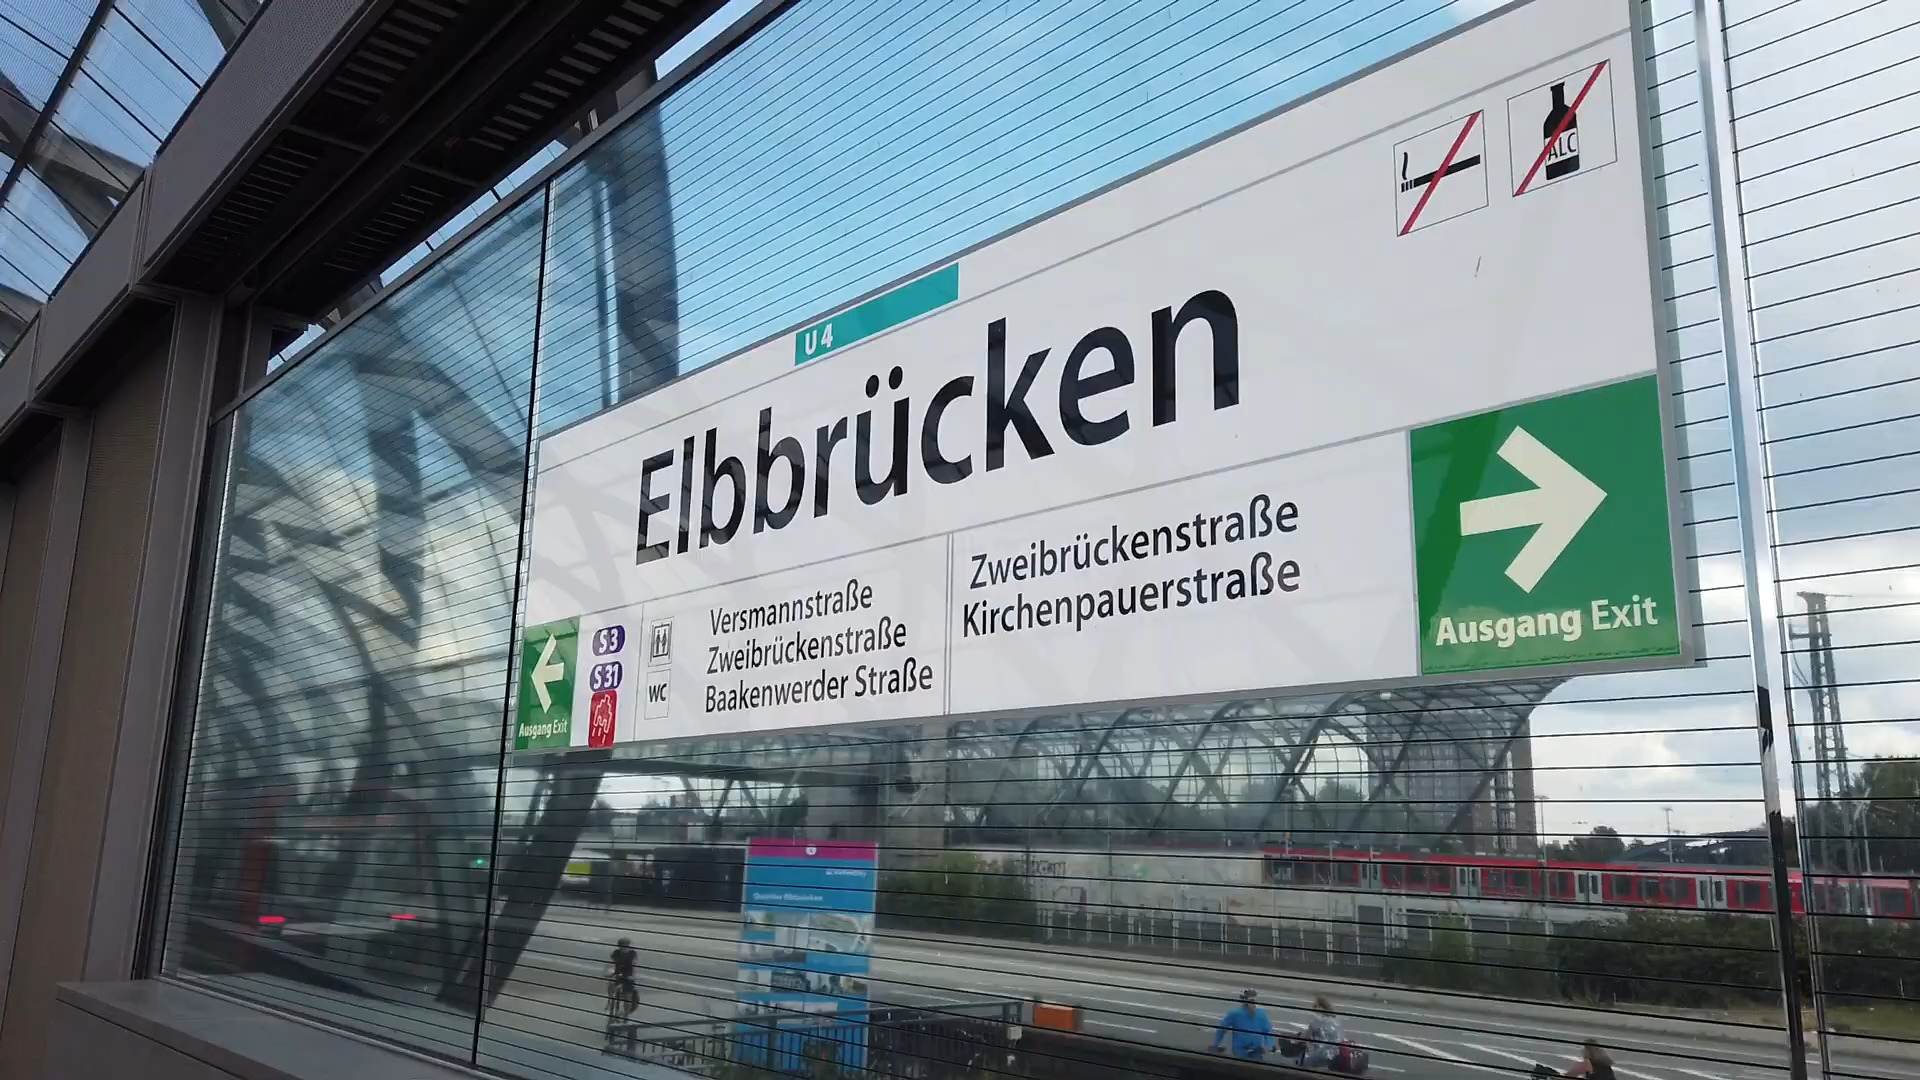 ALC
U4
Elbbrücken
Ausgang Exit
S3
S31
WC
Versmannstraße
Zweibrückenstraße
Baakenwerder Straße
Zweibrückenstraße
Kirchenpauerstraße
Ausgang Exit